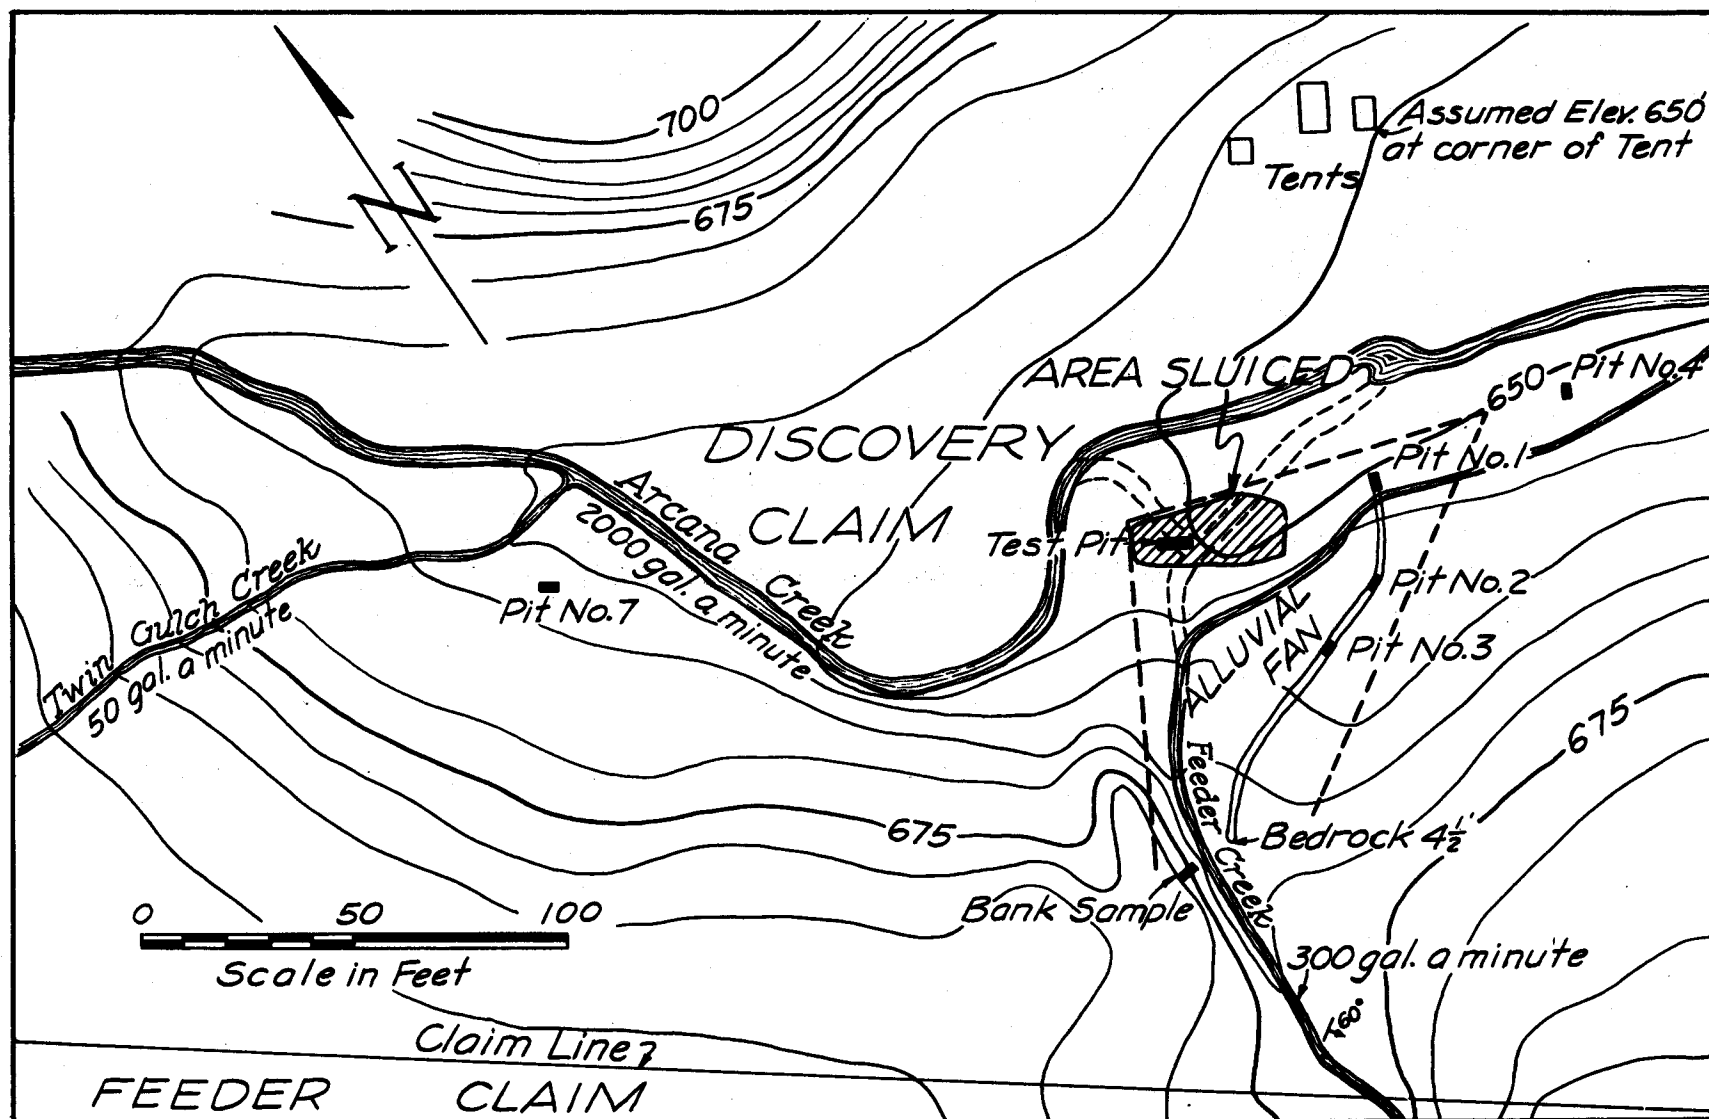 700
Assumed Elev. 650'
at corner of Tent
Tents
N
675
AREA SLUICED
650
Pit No. 4
DISCOVERY
CLAIM
Pit No. 1
Arcana Creek
2000 gal. a minute
Test Pit
Pit No. 2
Pit No. 7
Twin Gulch Creek
50 gal. a minute
ALLUVIAL
FAN
Pit No. 3
675
Feeder Creek
675
Bedrock 4½'
Bank Sample
0 50 100
Scale in Feet
300 gal. a minute
60°
Claim Line
FEEDER CLAIM